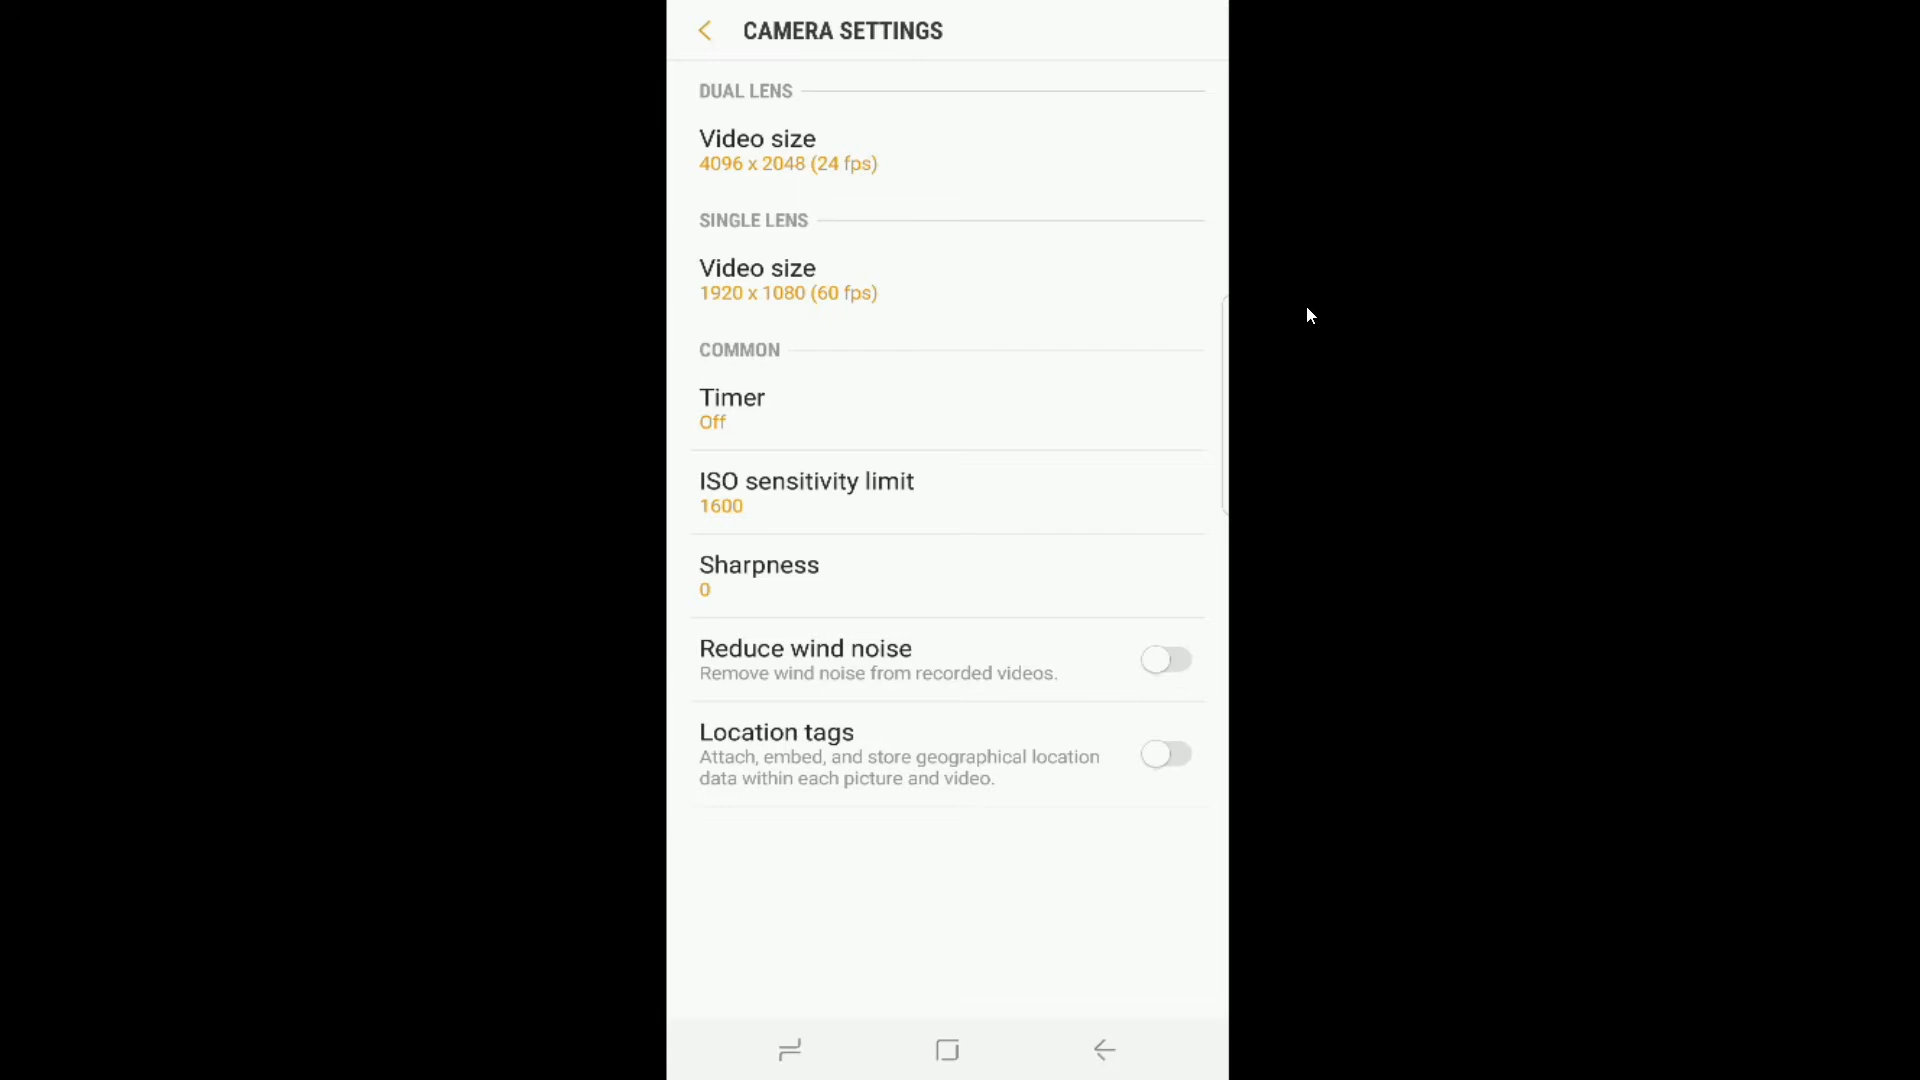 CAMERA SETTINGS
DUAL LENS
Video size
4096 x 2048 (24 fps)
SINGLE LENS
Video size
1920 x 1080 (60 fps)
COMMON
Timer
Off
ISO sensitivity limit
1600
Sharpness
0
Reduce wind noise
Remove wind noise from recorded videos.
Location tags
Attach, embed, and store geographical location
data within each picture and video.